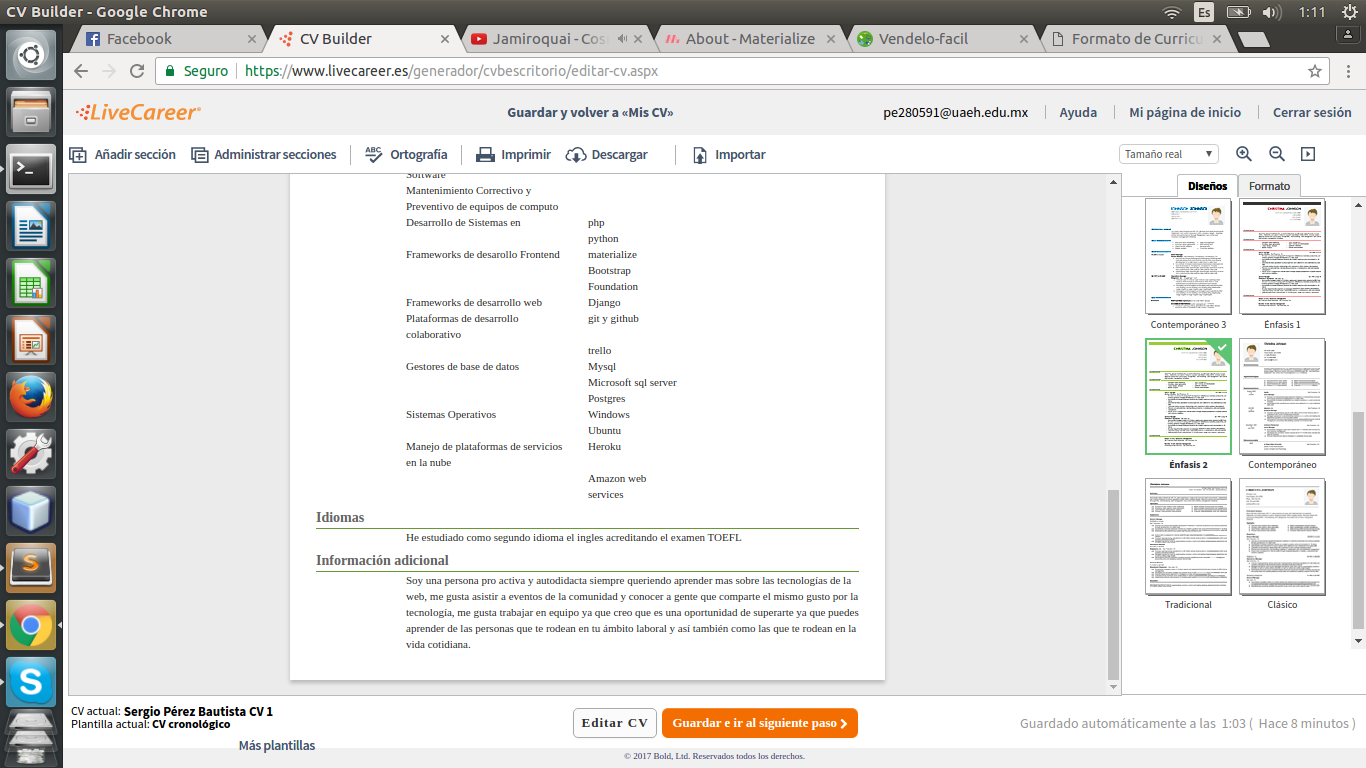 CV Builder - Google Chrome
Es
1:11
Facebook
CV Builder
Jamiroquai - Cos
About - Materialize
Vendelo-facil
Formato de Curricu
Seguro
https://www.livecareer.es/generador/cvbescritorio/editar-cv.aspx
LiveCareer
Guardar y volver a «Mis CV»
pe280591@uaeh.edu.mx
Ayuda
Mi página de inicio
Cerrar sesión
Añadir sección
Administrar secciones
ABC
Ortografía
Imprimir
Descargar
Importar
Tamaño real
Diseños
Formato
Software
Mantenimiento Correctivo y
Preventivo de equipos de computo
Desarrollo de Sistemas en php
python
Frameworks de desarollo Frontend materialize
Bootstrap
Foundation
Frameworks de desarrollo web Django
Plataformas de desarrollo git y github
colaborativo
trello
Gestores de base de datos Mysql
Microsoft sql server
Postgres
Sistemas Operativos Windows
Ubuntu
Manejo de plataformas de servicios Heroku
en la nube
Amazon web
services
Idiomas
He estudiado como segundo idioma el ingles acreditando el examen TOEFL
Información adicional
Soy una persona pro activa y autodidacta siempre queriendo aprender mas sobre las tecnologías de la
web, me gusta asistir a eventos de la comunidad y conocer a gente que comparte el mismo gusto por la
tecnología, me gusta trabajar en equipo ya que creo que es una oportunidad de superarte ya que puedes
aprender de las personas que te rodean en tu ámbito laboral y así también como las que te rodean en la
vida cotidiana.
Contemporáneo 3
Énfasis 1
Énfasis 2
Contemporáneo
Tradicional
Clásico
CV actual: Sergio Pérez Bautista CV 1
Plantilla actual: CV cronológico
Más plantillas
Editar CV
Guardar e ir al siguiente paso
Guardado automáticamente a las 1:03 ( Hace 8 minutos )
© 2017 Bold, Ltd. Reservados todos los derechos.